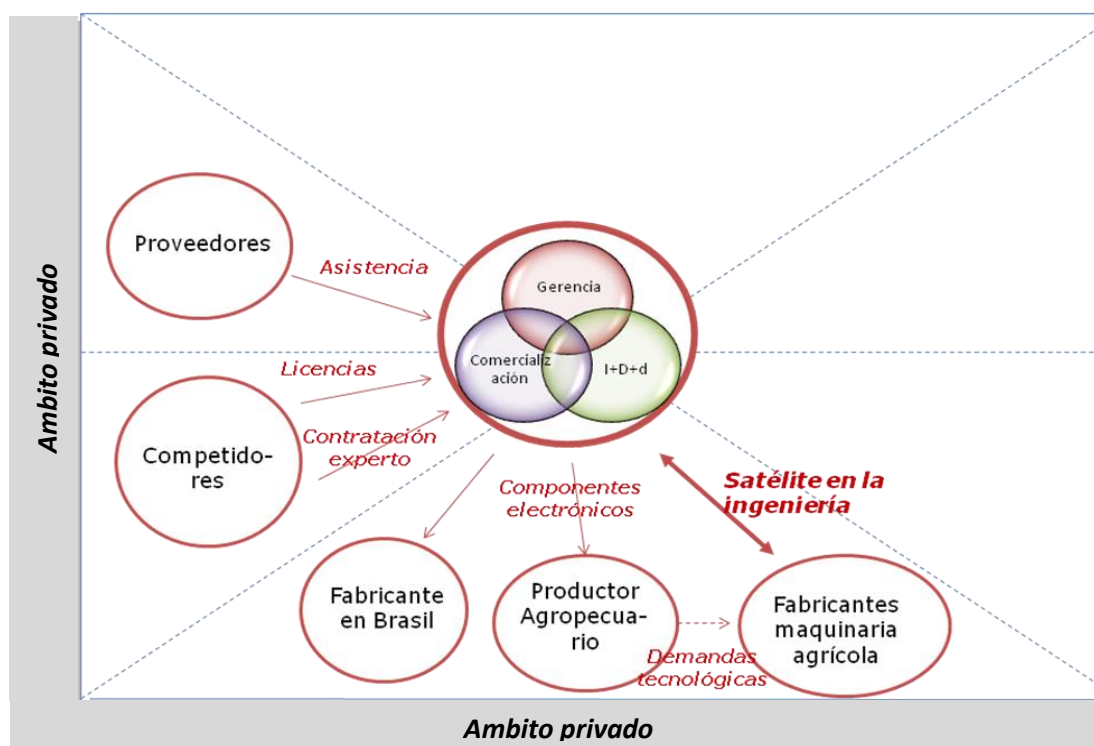 Proveedores
Asistencia
Gerencia
Comercializ
ación
I+D+d
Licencias
Contratación
experto
Competido-
res
Ambito privado
Componentes
electrónicos
Satélite en la
ingeniería
Fabricante
en Brasil
Productor
Agropecua-
rio
Fabricantes
maquinaria
agrícola
Demandas
tecnológicas
Ambito privado